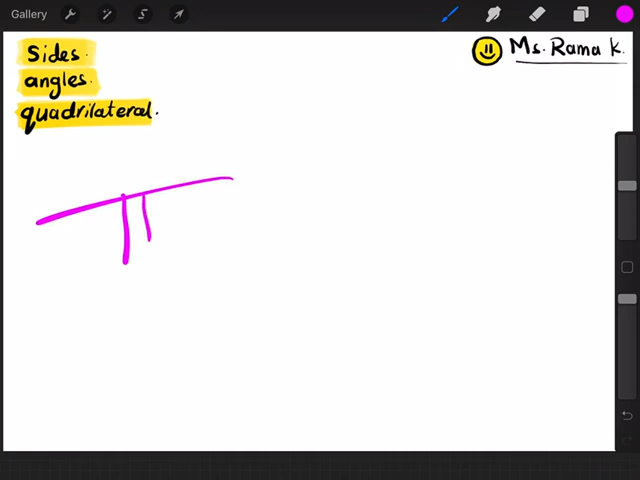 Gallery
Sides.
angles.
quadrilateral.
Ms. Rama K.